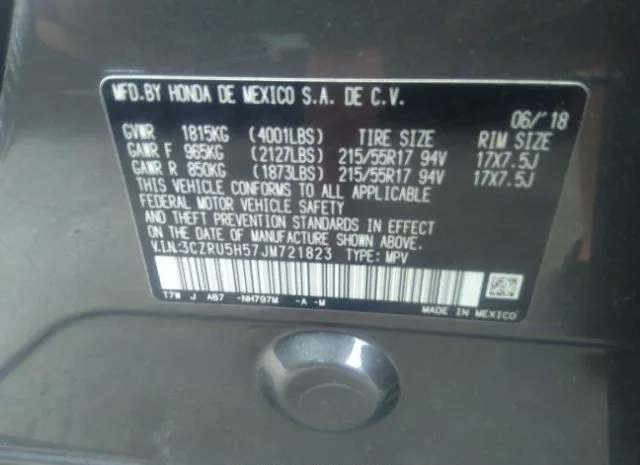 MFD.BY HONDA DE MEXICO S.A. DE C.V.
06/'18
GVWR 1815KG (4001LBS) TIRE SIZE RIM SIZE
GAWR F 965KG (2127LBS) 215/55R17 94V 17X7.5J
GAWR R 850KG (1873LBS) 215/55R17 94V 17X7.5J
THIS VEHICLE CONFORMS TO ALL APPLICABLE
FEDERAL MOTOR VEHICLE SAFETY
AND THEFT PREVENTION STANDARDS IN EFFECT
ON THE DATE OF MANUFACTURE SHOWN ABOVE.
V.I.N:3CZRU5H57JM721823 TYPE: MPV
T7W J AB7 -NH797M -A -M
MADE IN MEXICO